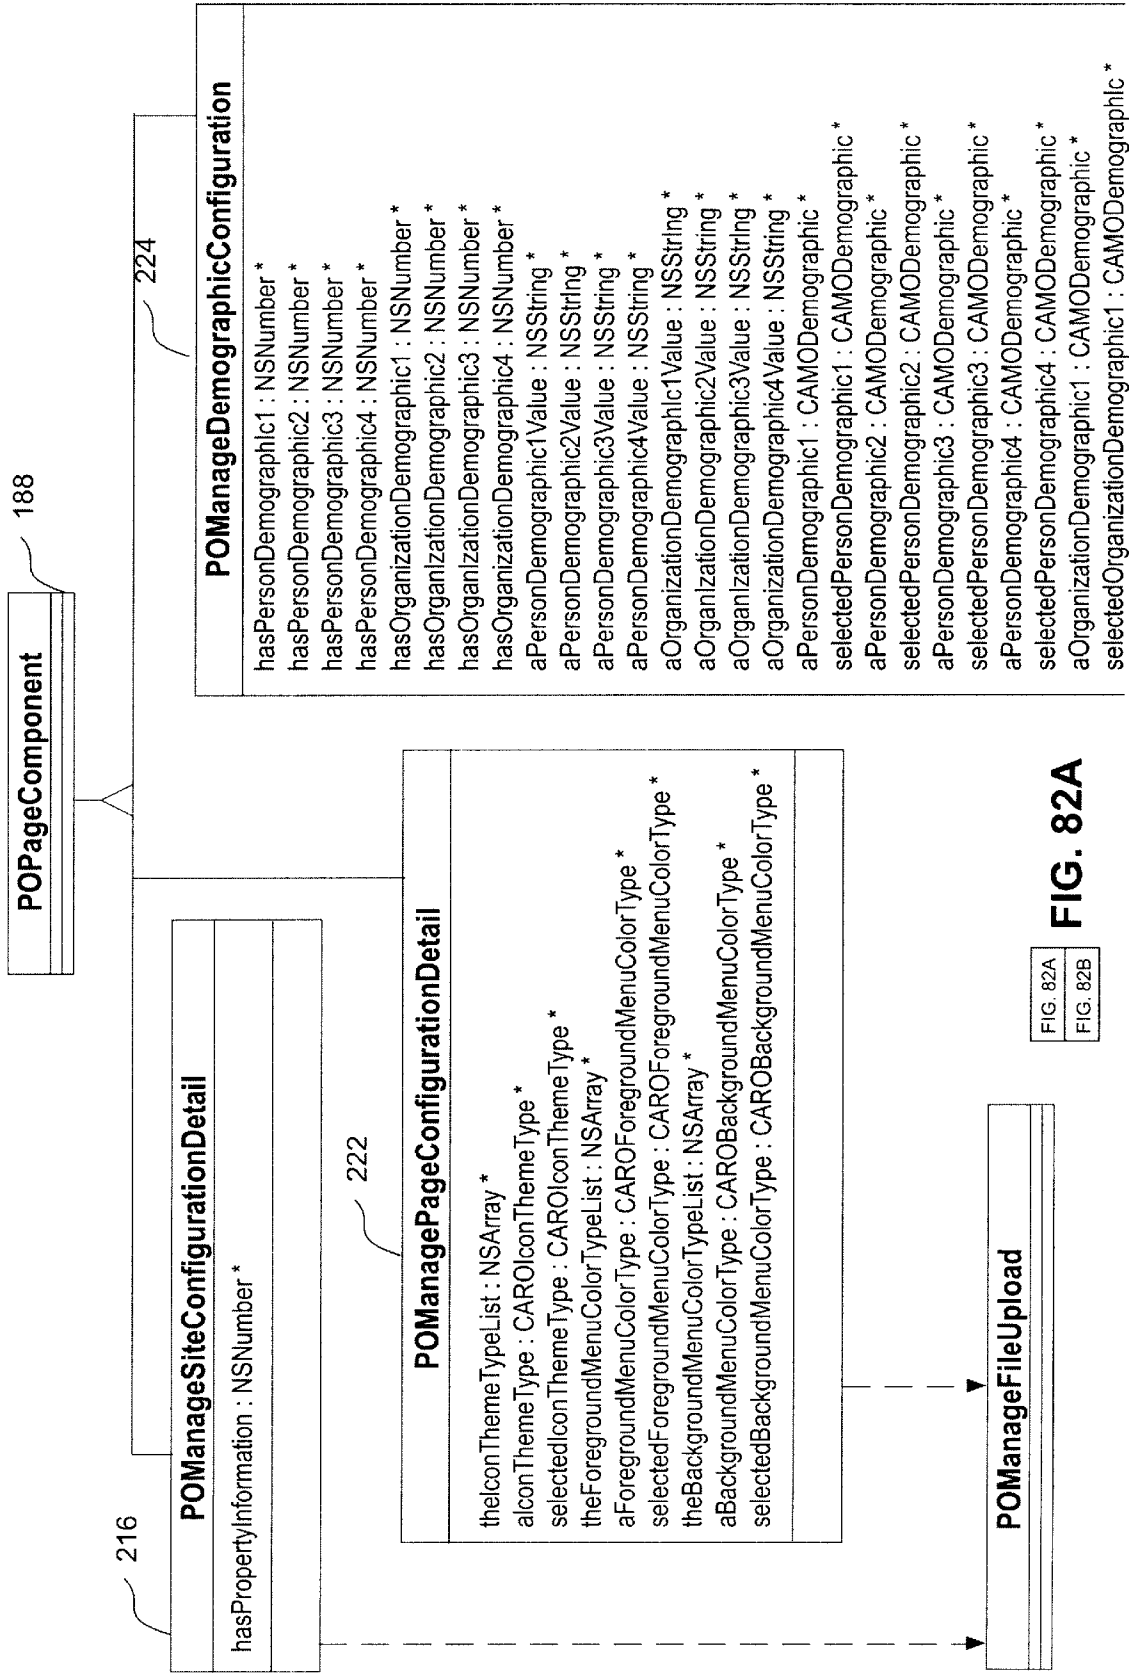 POPageComponent
188
216
POManageSiteConfigurationDetail
hasPropertyInformation : NSNumber *
222
POManagePageConfigurationDetail
theIconThemeTypeList : NSArray *
aIconThemeType : CAROIconThemeType *
selectedIconThemeType : CAROIconThemeType *
theForegroundMenuColorTypeList : NSArray *
aForegroundMenuColorType : CAROForegroundMenuColorType *
selectedForegroundMenuColorType : CAROForegroundMenuColorType *
theBackgroundMenuColorTypeList : NSArray *
aBackgroundMenuColorType : CAROBackgroundMenuColorType *
selectedBackgroundMenuColorType : CAROBackgroundMenuColorType *
224
POManageDemographicConfiguration
hasPersonDemographic1 : NSNumber *
hasPersonDemographic2 : NSNumber *
hasPersonDemographic3 : NSNumber *
hasPersonDemographic4 : NSNumber *
hasOrganizationDemographic1 : NSNumber *
hasOrganizationDemographic2 : NSNumber *
hasOrganizationDemographic3 : NSNumber *
hasOrganizationDemographic4 : NSNumber *
aPersonDemographic1Value : NSString *
aPersonDemographic2Value : NSString *
aPersonDemographic3Value : NSString *
aPersonDemographic4Value : NSString *
aOrganizationDemographic1Value : NSString *
aOrganizationDemographic2Value : NSString *
aOrganizationDemographic3Value : NSString *
aOrganizationDemographic4Value : NSString *
aPersonDemographic1 : CAMODemographic *
selectedPersonDemographic1 : CAMODemographic *
aPersonDemographic2 : CAMODemographic *
selectedPersonDemographic2 : CAMODemographic *
aPersonDemographic3 : CAMODemographic *
selectedPersonDemographic3 : CAMODemographic *
aPersonDemographic4 : CAMODemographic *
selectedPersonDemographic4 : CAMODemographic *
aOrganizationDemographic1 : CAMODemographic *
selectedOrganizationDemographic1 : CAMODemographic *
POManageFileUpload
FIG. 82A
FIG. 82B
FIG. 82A